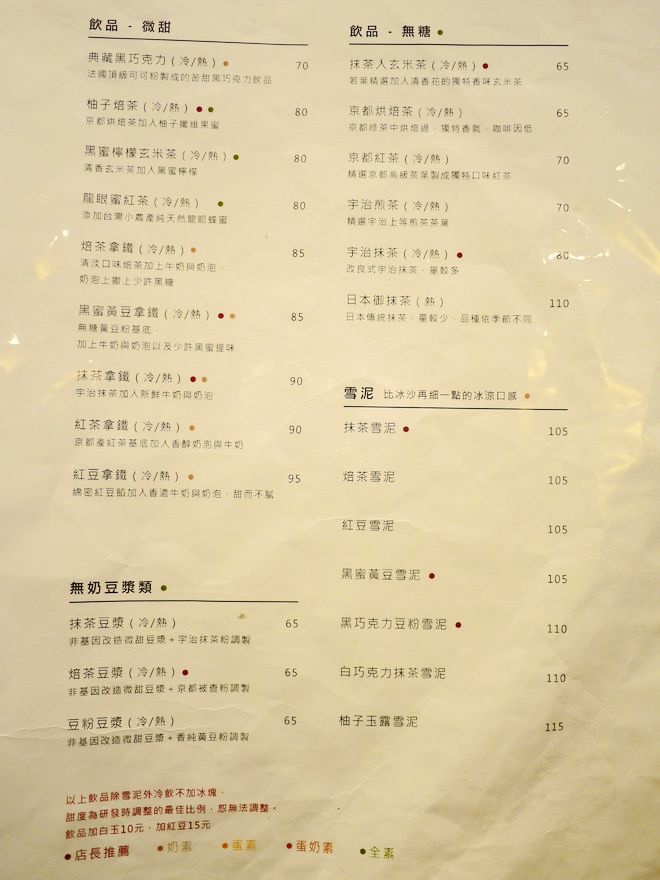 飲品 - 微甜
典藏黑巧克力 ( 冷/熱 ) 70
法國頂級可可粉製成的苦甜黑巧克力飲品
柚子焙茶 ( 冷/熱 ) 80
京都烘焙茶加入柚子纖維果蜜
黑蜜檸檬玄米茶 ( 冷/熱 ) 80
清香玄米茶加入黑蜜檸檬
龍眼蜜紅茶 ( 冷/熱 ) 80
添加台灣小農產純天然龍眼蜂蜜
焙茶拿鐵 ( 冷/熱 ) 85
清淡口味焙茶加上牛奶與奶泡，
奶泡上撒上少許黑糖
黑蜜黃豆拿鐵 ( 冷/熱 ) 85
無糖黃豆粉基底，
加上牛奶與奶泡以及少許黑蜜提味
抹茶拿鐵 ( 冷/熱 ) 90
宇治抹茶加入新鮮牛奶與奶泡
紅茶拿鐵 ( 冷/熱 ) 90
京都產紅茶基底加入香醇奶泡與牛奶
紅豆拿鐵 ( 冷/熱 ) 95
綿密紅豆餡加入香濃牛奶與奶泡，甜而不膩
無奶豆漿類
抹茶豆漿 ( 冷/熱 ) 65
非基因改造微甜豆漿 + 宇治抹茶粉調製
焙茶豆漿 ( 冷/熱 ) 65
非基因改造微甜豆漿 + 京都被查粉調製
豆粉豆漿 ( 冷/熱 ) 65
非基因改造微甜豆漿 + 香純黃豆粉調製
飲品 - 無糖
抹茶入玄米茶 ( 冷/熱 ) 65
若葉精選加入清香花的獨特香味玄米茶
京都烘焙茶 ( 冷/熱 ) 65
京都綠茶中烘焙過，獨特香氣，咖啡因低
京都紅茶 ( 冷/熱 ) 70
精選京都高級茶葉製成獨特口味紅茶
宇治煎茶 ( 冷/熱 ) 70
精選宇治上等煎茶茶葉
宇治抹茶 ( 冷/熱 ) 80
改良式宇治抹茶，量較多
日本御抹茶 ( 熱 ) 110
日本傳統抹茶，量較少，品種依季節不同
雪泥 比冰沙再細一點的冰涼口感
抹茶雪泥 105
焙茶雪泥 105
紅豆雪泥 105
黑蜜黃豆雪泥 105
黑巧克力豆粉雪泥 110
白巧克力抹茶雪泥 110
柚子玉露雪泥 115
以上飲品除雪泥外冷飲不加冰塊，
甜度為研發時調整的最佳比例，恕無法調整。
飲品加白玉10元，加紅豆15元
店長推薦 奶素 蛋素 蛋奶素 全素